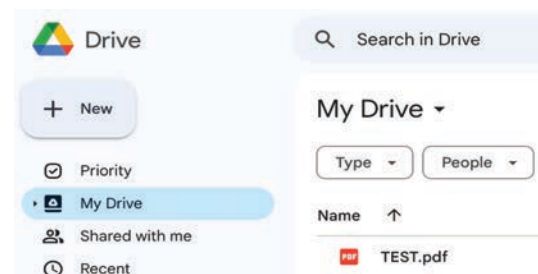 Drive
Search in Drive
New
My Drive
Type
People
Priority
My Drive
Name
Shared with me
PDF
TEST.pdf
Recent